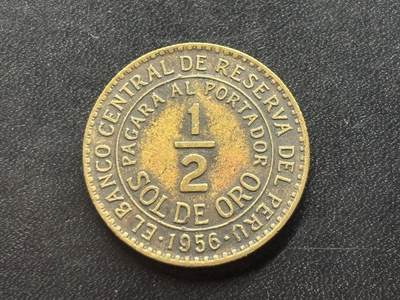 EL BANCO CENTRAL DE RESERVA DEL PERU
PAGARA AL PORTADOR
1/2
SOL DE ORO
· 1956 ·